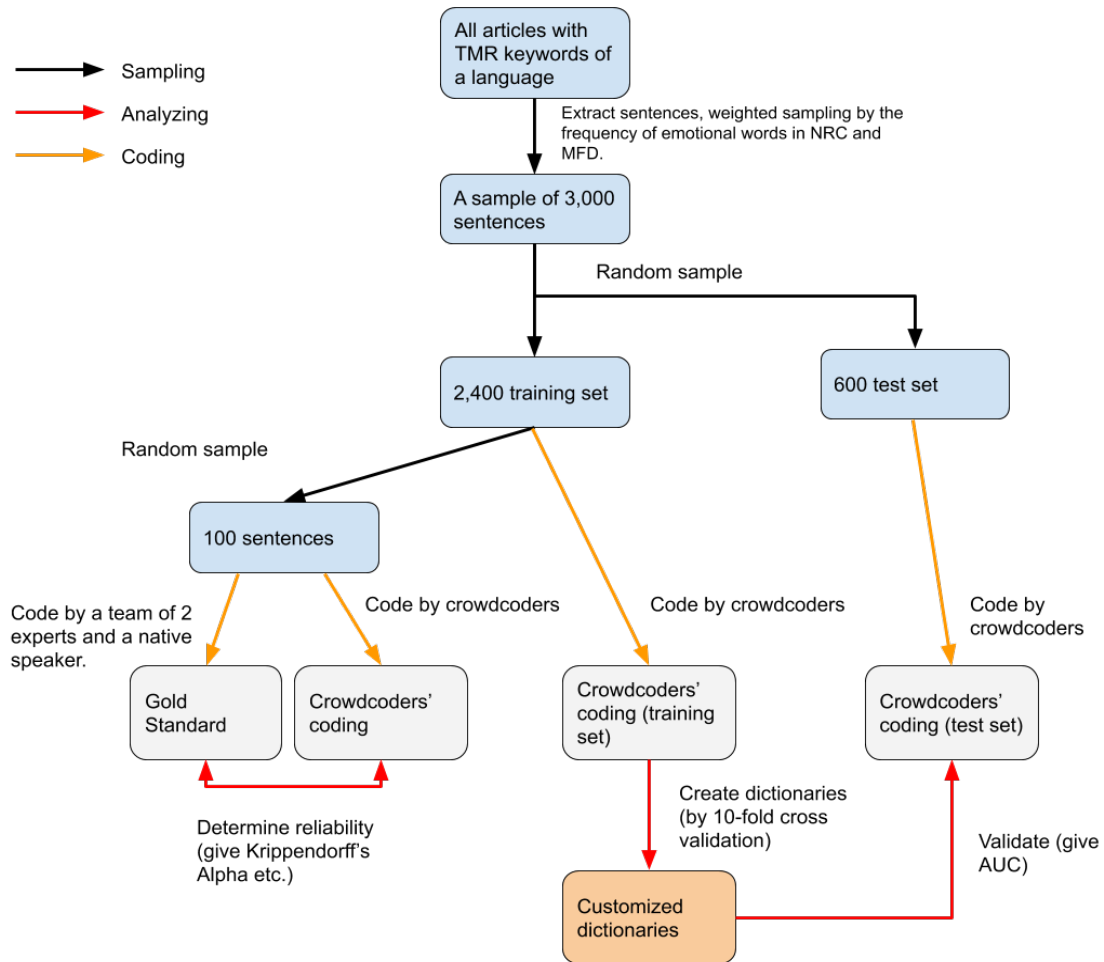 All articles with
TMR keywords of
a language
Sampling
Analyzing
Coding
Extract sentences, weighted sampling by the
frequency of emotional words in NRC and
MFD.
A sample of 3,000
sentences
Random sample
2,400 training set
600 test set
Random sample
100 sentences
Code by a team of 2
experts and a native
speaker.
Code by crowdcoders
Code by crowdcoders
Code by
crowdcoders
Gold
Standard
Crowdcoders'
coding
Crowdcoders'
coding (training
set)
Crowdcoders'
coding (test set)
Determine reliability
(give Krippendorff's
Alpha etc.)
Create dictionaries
(by 10-fold cross
validation)
Validate (give
AUC)
Customized
dictionaries